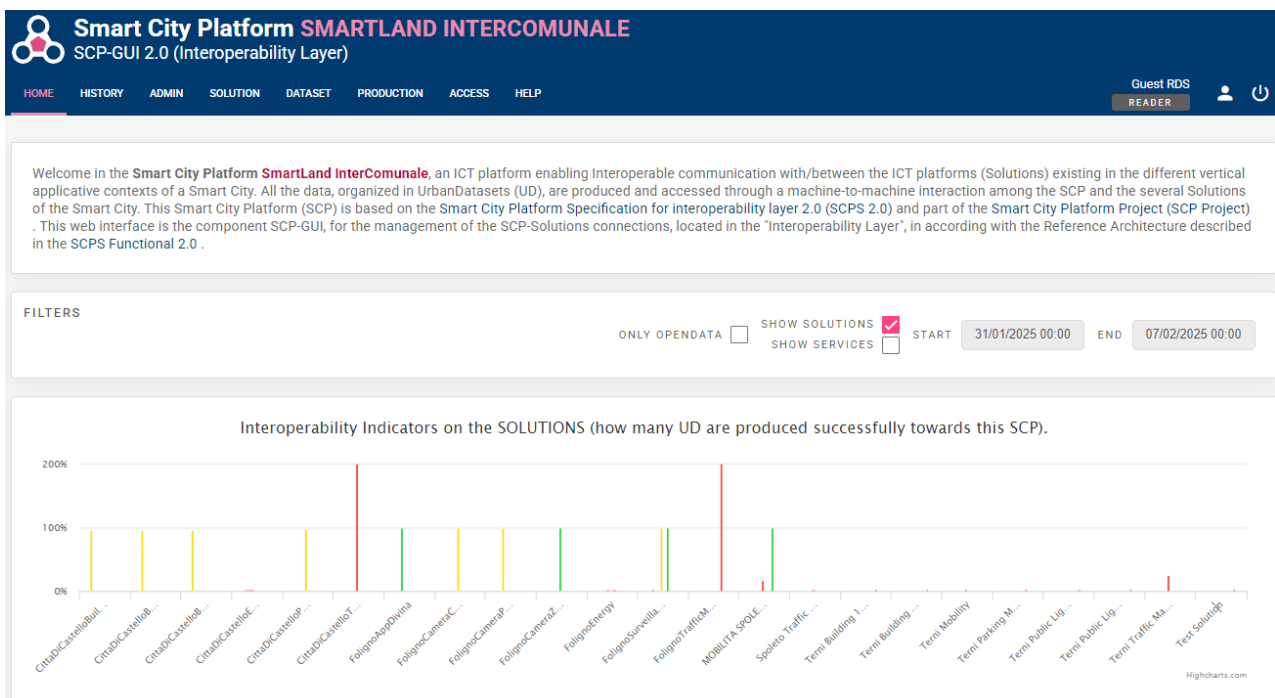 Smart City Platform SMARTLAND INTERCOMUNALE
SCP-GUI 2.0 (Interoperability Layer)
HOME HISTORY ADMIN SOLUTION DATASET PRODUCTION ACCESS HELP
Guest RDS
READER
Welcome in the Smart City Platform SmartLand InterComunale, an ICT platform enabling Interoperable communication with/between the ICT platforms (Solutions) existing in the different vertical
applicative contexts of a Smart City. All the data, organized in UrbanDatasets (UD), are produced and accessed through a machine-to-machine interaction among the SCP and the several Solutions
of the Smart City. This Smart City Platform (SCP) is based on the Smart City Platform Specification for interoperability layer 2.0 (SCPS 2.0) and part of the Smart City Platform Project (SCP Project)
. This web interface is the component SCP-GUI, for the management of the SCP-Solutions connections, located in the "Interoperability Layer", in according with the Reference Architecture described
in the SCPS Functional 2.0 .
FILTERS
ONLY OPENDATA
SHOW SOLUTIONS
SHOW SERVICES
START 31/01/2025 00:00 END 07/02/2025 00:00
Interoperability Indicators on the SOLUTIONS (how many UD are produced successfully towards this SCP).
200%
100%
0%
CittaDiCastelloBuil...
CittaDiCastelloB...
CittaDiCastelloB...
CittaDiCastelloE...
CittaDiCastelloP...
CittaDiCastelloT...
FolignoAppDivina
FolignoCameraC...
FolignoCameraP...
FolignoCameraZ...
FolignoEnergy
FolignoSurveilla...
FolignoTrafficM...
MOBILITA SPOLE...
Spoleto Traffic ...
Terni Building 1...
Terni Building ...
Terni Mobility
Terni Parking M...
Terni Public Lig...
Terni Public Lig...
Terni Traffic Ma...
Test Solution
Highcharts.com